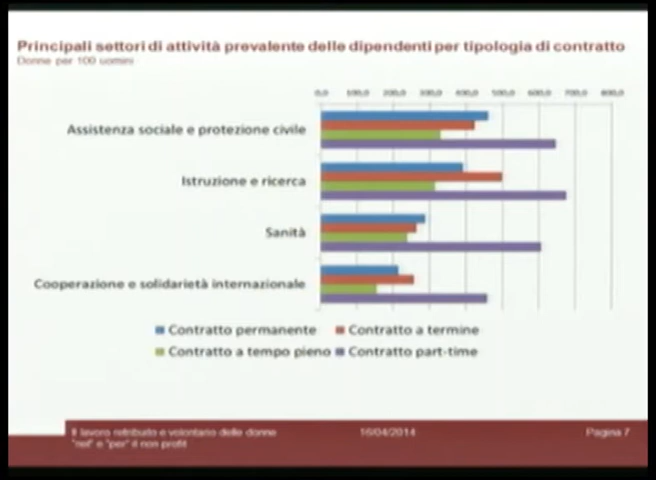 Principali settori di attività prevalente delle dipendenti per tipologia di contratto
Donne per 100 uomini
0,0 100,0 200,0 300,0 400,0 500,0 600,0 700,0 800,0
Assistenza sociale e protezione civile
Istruzione e ricerca
Sanità
Cooperazione e solidarietà internazionale
Contratto permanente Contratto a termine
Contratto a tempo pieno Contratto part-time
Il lavoro retribuito e volontario delle donne 16/04/2014 Pagina 7
"nel" e "per" il non profit